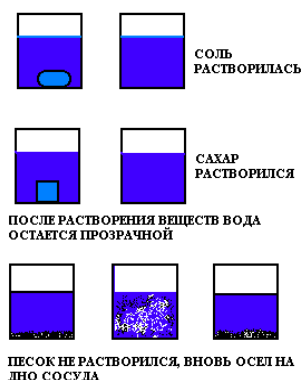 СОЛЬ
РАСТВОРИЛАСЬ
САХАР
РАСТВОРИЛСЯ
ПОСЛЕ РАСТВОРЕНИЯ ВЕЩЕСТВ ВОДА
ОСТАЕТСЯ ПРОЗРАЧНОЙ
ПЕСОК НЕ РАСТВОРИЛСЯ, ВНОВЬ ОСЕЛ НА
ДНО СОСУДА